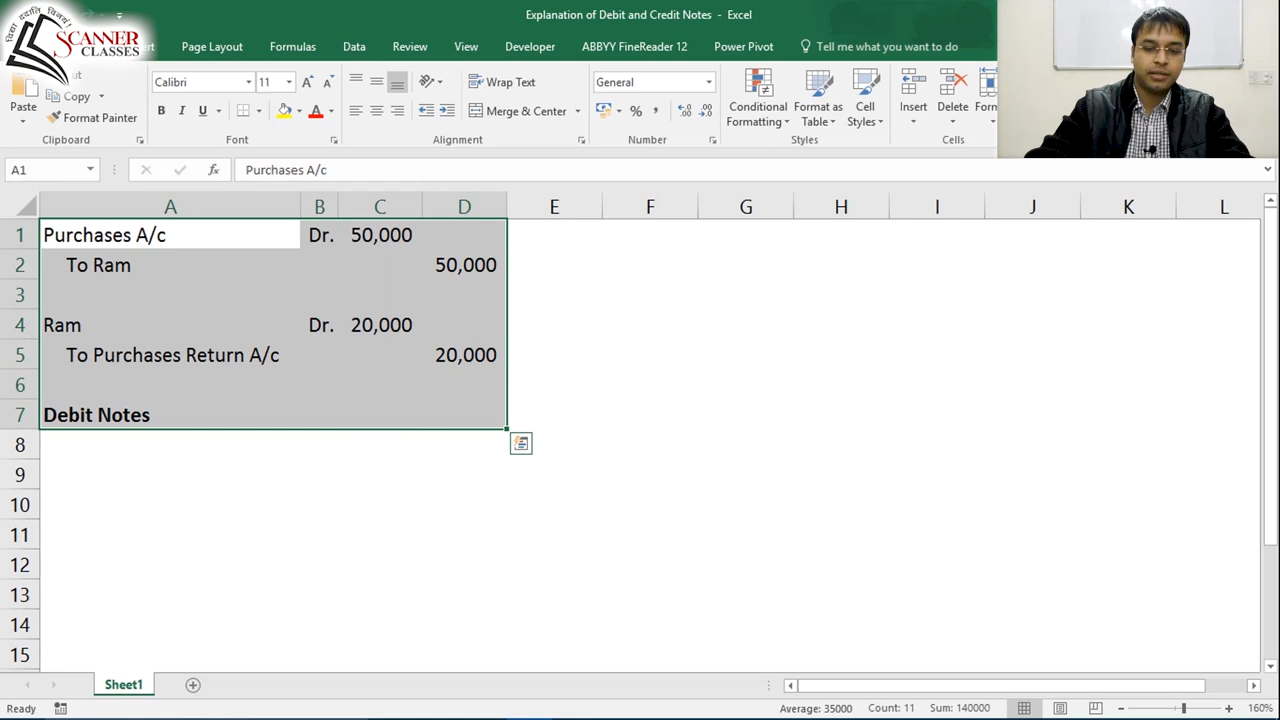 विद्या ददाति विनयं
SCANNER
CLASSES
Explanation of Debit and Credit Notes - Excel
Page Layout Formulas Data Review View Developer ABBYY FineReader 12 Power Pivot Tell me what you want to do
Paste
Copy
Format Painter
Clipboard
Calibri 11
B I U
Font
Wrap Text
Merge & Center
Alignment
General
%
Number
Conditional Formatting
Format as Table
Cell Styles
Styles
Insert Delete
Cells
A1 fx Purchases A/c
A B C D E F G H I J K L
1 Purchases A/c Dr. 50,000
2 To Ram 50,000
3
4 Ram Dr. 20,000
5 To Purchases Return A/c 20,000
6
7 Debit Notes
8
9
10
11
12
13
14
15
Sheet1
Ready Average: 35000 Count: 11 Sum: 140000 160%